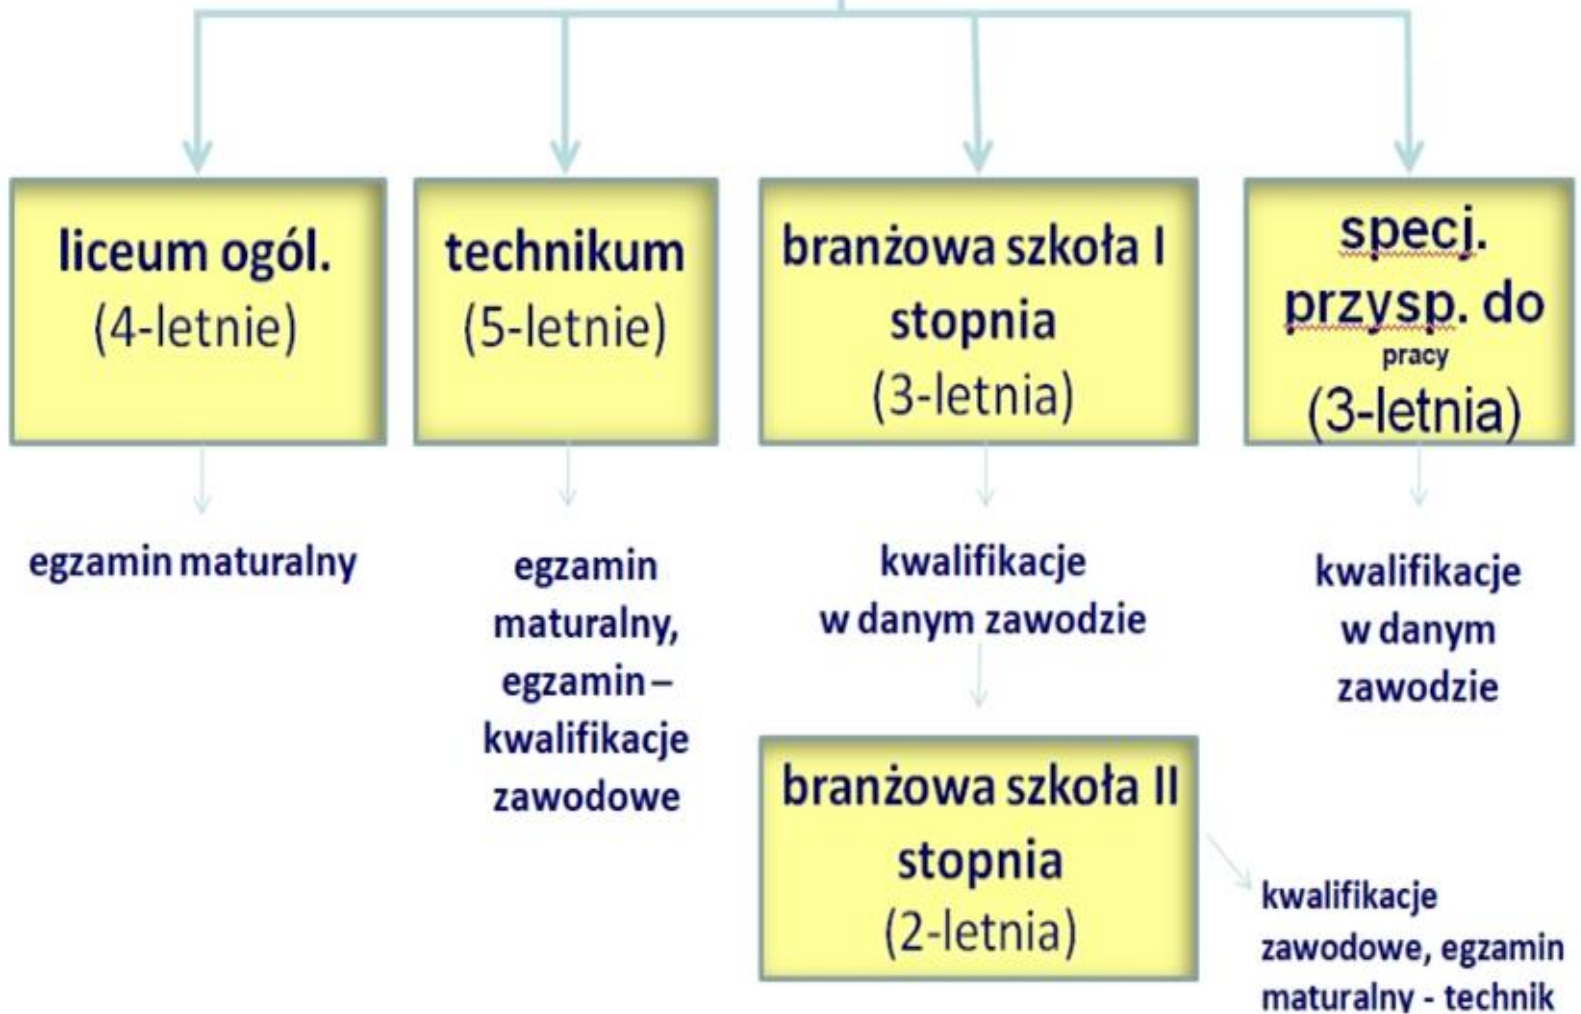 liceum ogól.
(4-letnie)
technikum
(5-letnie)
branżowa szkoła I
stopnia
(3-letnia)
specj.
przysp. do
pracy
(3-letnia)
egzamin maturalny
egzamin
maturalny,
egzamin –
kwalifikacje
zawodowe
kwalifikacje
w danym zawodzie
kwalifikacje
w danym
zawodzie
branżowa szkoła II
stopnia
(2-letnia)
kwalifikacje
zawodowe, egzamin
maturalny - technik